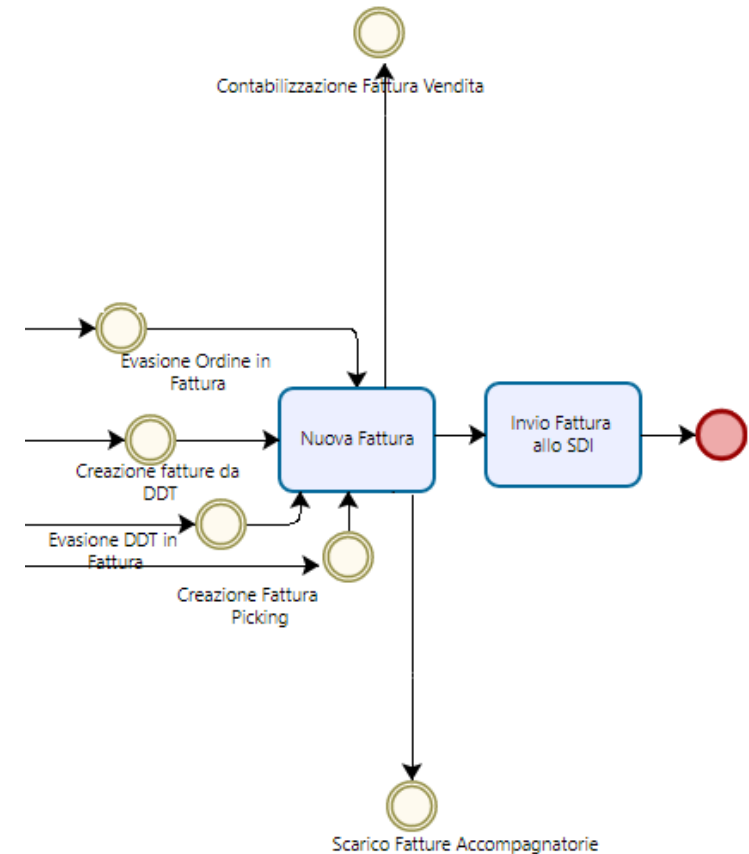 Contabilizzazione Fattura Vendita
Evasione Ordine in
Fattura
Nuova Fattura
Invio Fattura
allo SDI
Creazione fatture da
DDT
Evasione DDT in
Fattura
Creazione Fattura
Picking
Scarico Fatture Accompagnatorie